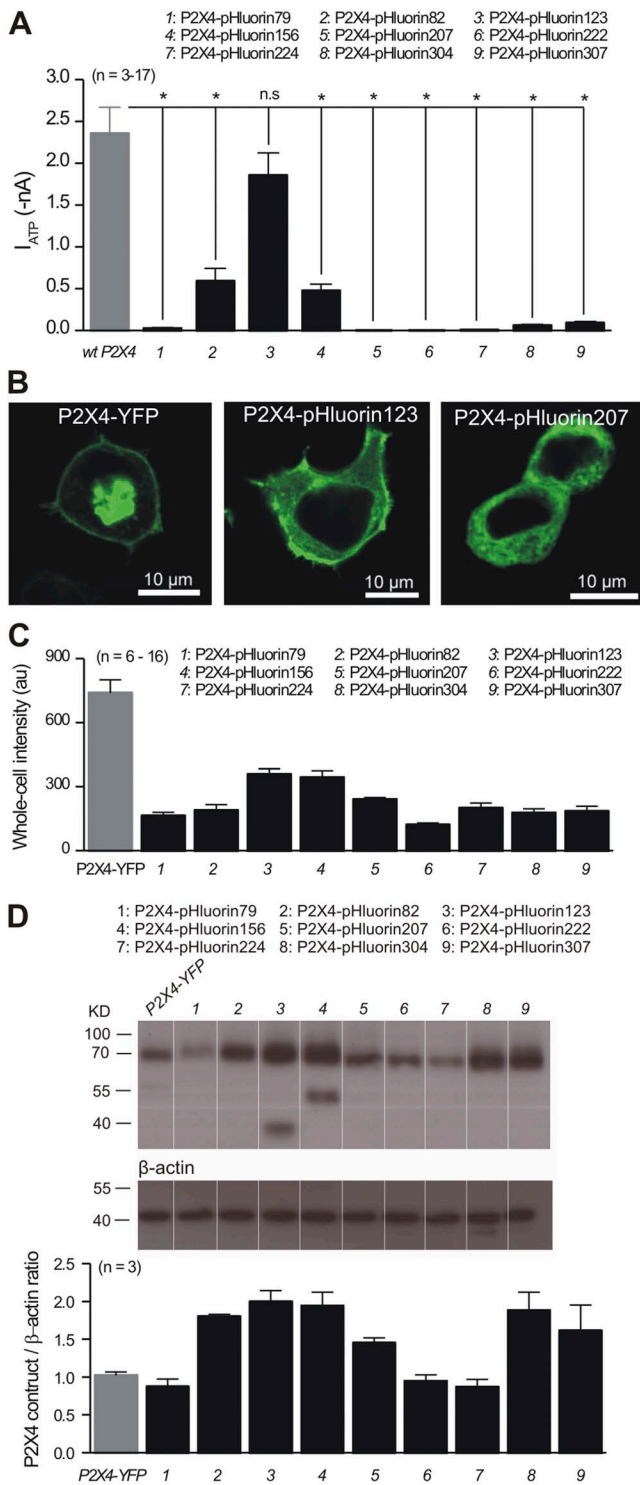 A
1: P2X4-pHluorin79 2: P2X4-pHluorin82 3: P2X4-pHluorin123
4: P2X4-pHluorin156 5: P2X4-pHluorin207 6: P2X4-pHluorin222
7: P2X4-pHluorin224 8: P2X4-pHluorin304 9: P2X4-pHluorin307
(n = 3-17)
* * n.s * * * * * *
3.0
2.5
2.0
1.5
1.0
0.5
0.0
I_ATP (-nA)
wt P2X4 1 2 3 4 5 6 7 8 9
B
P2X4-YFP P2X4-pHluorin123 P2X4-pHluorin207
10 µm 10 µm 10 µm
C
(n = 6 - 16)
1: P2X4-pHluorin79 2: P2X4-pHluorin82 3: P2X4-pHluorin123
4: P2X4-pHluorin156 5: P2X4-pHluorin207 6: P2X4-pHluorin222
7: P2X4-pHluorin224 8: P2X4-pHluorin304 9: P2X4-pHluorin307
900
600
300
0
Whole-cell intensity (au)
P2X4-YFP 1 2 3 4 5 6 7 8 9
D
1: P2X4-pHluorin79 2: P2X4-pHluorin82 3: P2X4-pHluorin123
4: P2X4-pHluorin156 5: P2X4-pHluorin207 6: P2X4-pHluorin222
7: P2X4-pHluorin224 8: P2X4-pHluorin304 9: P2X4-pHluorin307
KD P2X4-YFP 1 2 3 4 5 6 7 8 9
100
70
55
40
β-actin
55
40
(n = 3)
2.5
2.0
1.5
1.0
0.5
0.0
P2X4 contruct / β-actin ratio
P2X4-YFP 1 2 3 4 5 6 7 8 9